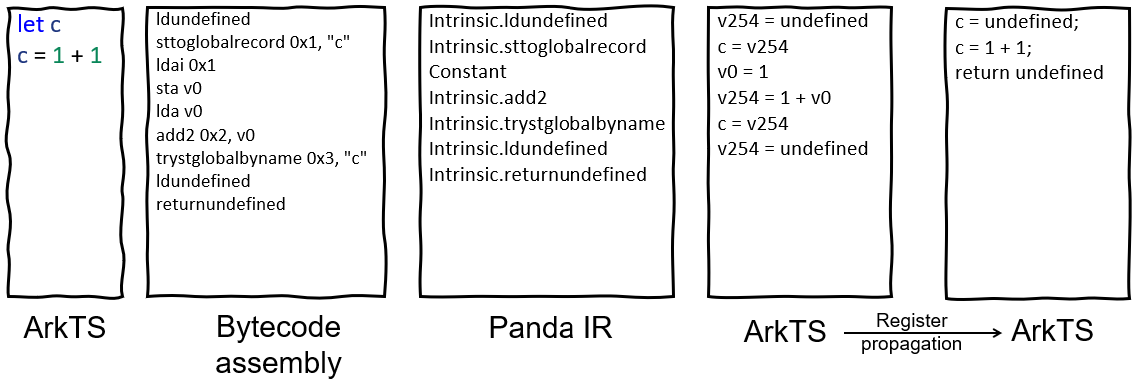 let c
c = 1 + 1
ArkTS
ldundefined
sttoglobalrecord 0x1, "c"
ldai 0x1
sta v0
lda v0
add2 0x2, v0
trystglobalbyname 0x3, "c"
ldundefined
returnundefined
Bytecode
assembly
Intrinsic.ldundefined
Intrinsic.sttoglobalrecord
Constant
Intrinsic.add2
Intrinsic.trystglobalbyname
Intrinsic.ldundefined
Intrinsic.returnundefined
Panda IR
v254 = undefined
c = v254
v0 = 1
v254 = 1 + v0
c = v254
v254 = undefined
ArkTS
Register
propagation
c = undefined;
c = 1 + 1;
return undefined
ArkTS